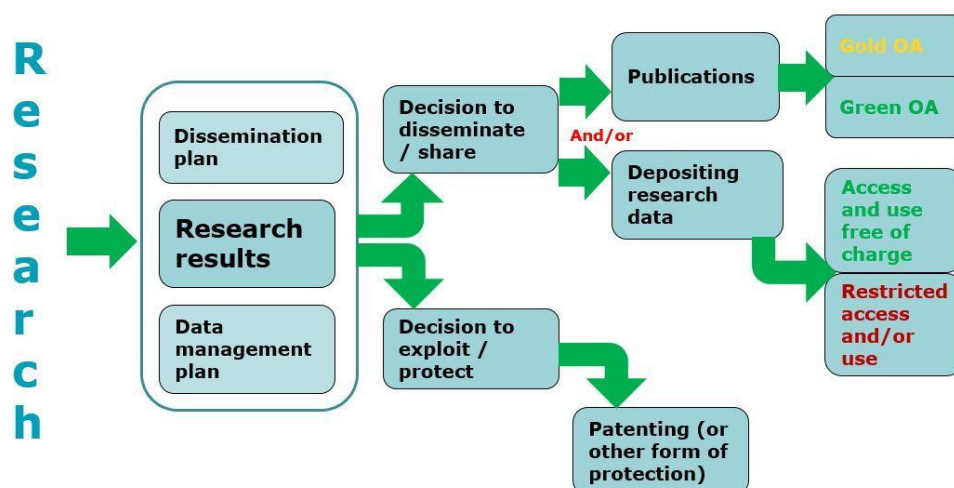 Research
Dissemination
plan
Research
results
Data
management
plan
Decision to
disseminate
/ share
Decision to
exploit /
protect
And/or
Publications
Depositing
research
data
Patenting (or
other form of
protection)
Gold OA
Green OA
Access
and use
free of
charge
Restricted
access
and/or
use